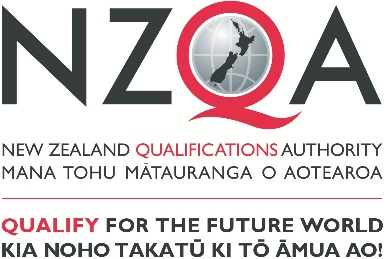 NZQA
NEW ZEALAND QUALIFICATIONS AUTHORITY
MANA TOHU MĀTAURANGA O AOTEAROA
QUALIFY FOR THE FUTURE WORLD
KIA NOHO TAKATŪ KI TŌ ĀMUA AO!